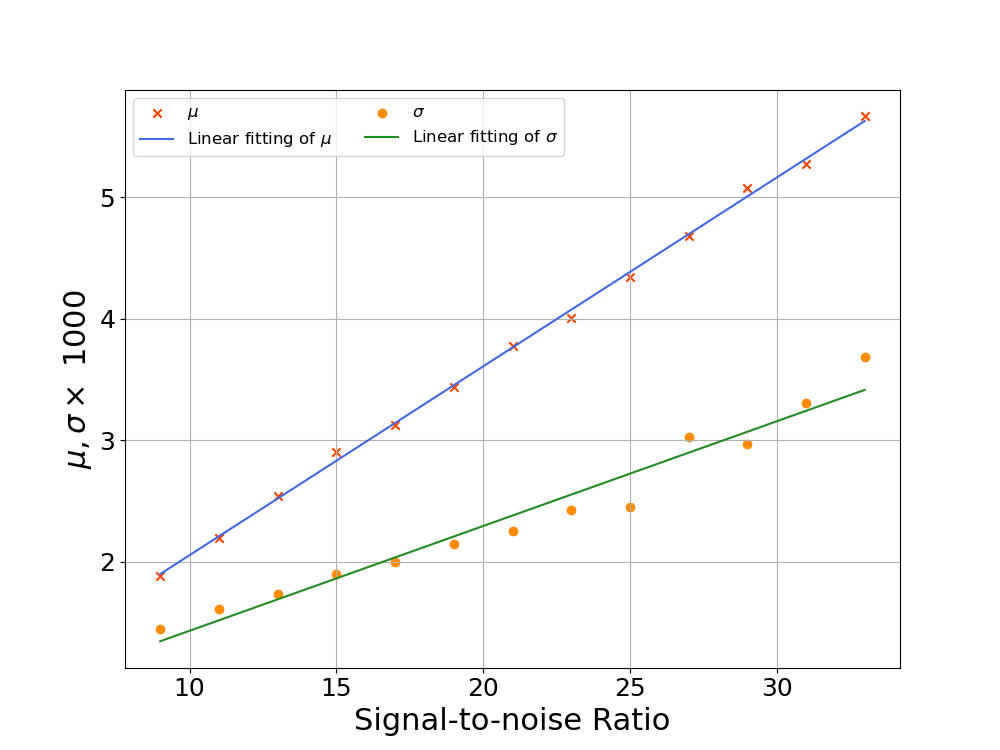 μ
σ
Linear fitting of μ
Linear fitting of σ
5
4
3
2
μ, σ × 1000
10 15 20 25 30
Signal-to-noise Ratio